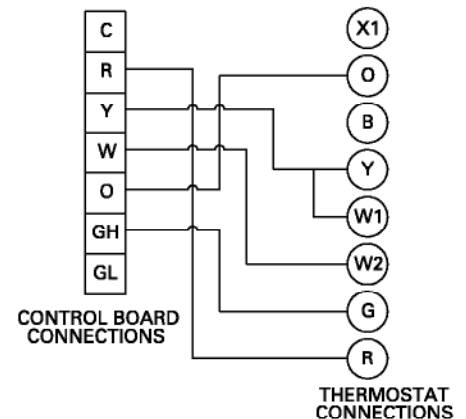 C
R
Y
W
O
GH
GL
CONTROL BOARD
CONNECTIONS
X1
O
B
Y
W1
W2
G
R
THERMOSTAT
CONNECTIONS